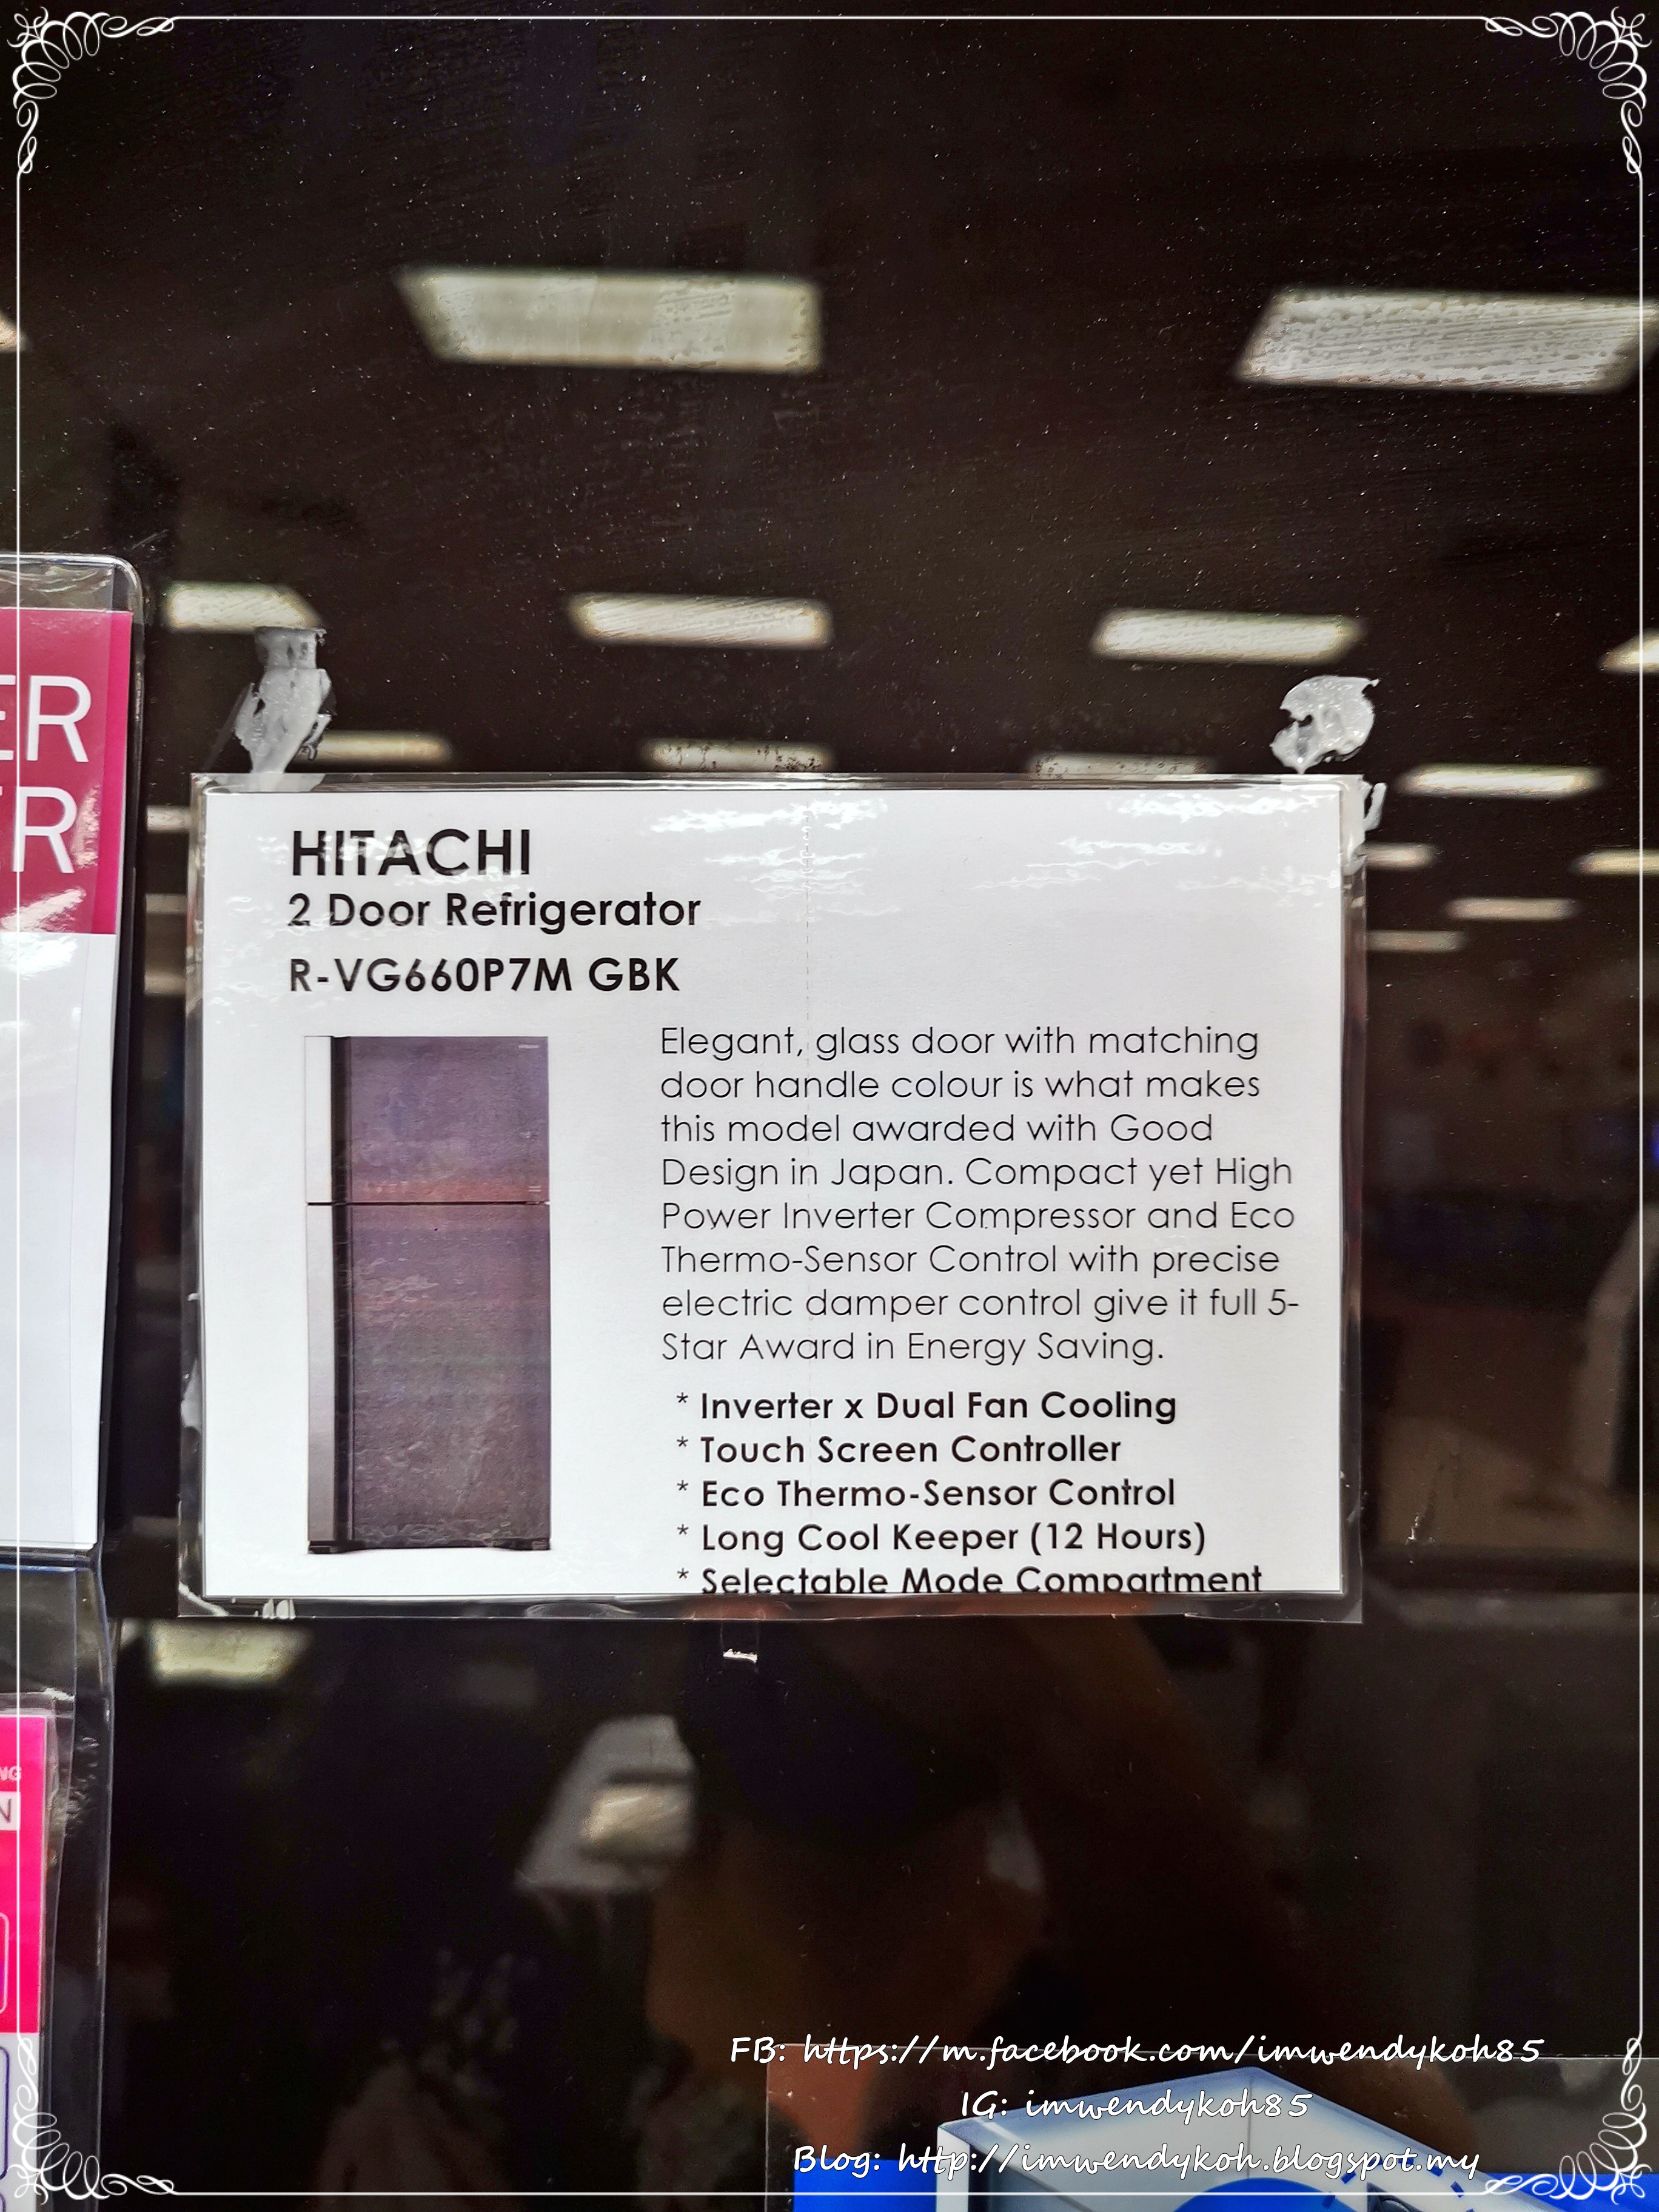 ER
ER
HITACHI
2 Door Refrigerator
R-VG660P7M GBK
Elegant, glass door with matching
door handle colour is what makes
this model awarded with Good
Design in Japan. Compact yet High
Power Inverter Compressor and Eco
Thermo-Sensor Control with precise
electric damper control give it full 5-
Star Award in Energy Saving.
* Inverter x Dual Fan Cooling
* Touch Screen Controller
* Eco Thermo-Sensor Control
* Long Cool Keeper (12 Hours)
* Selectable Mode Compartment
NG
N
FB: https://m.facebook.com/imwendykoh85
IG: imwendykoh85
Blog: http://imwendykoh.blogspot.my